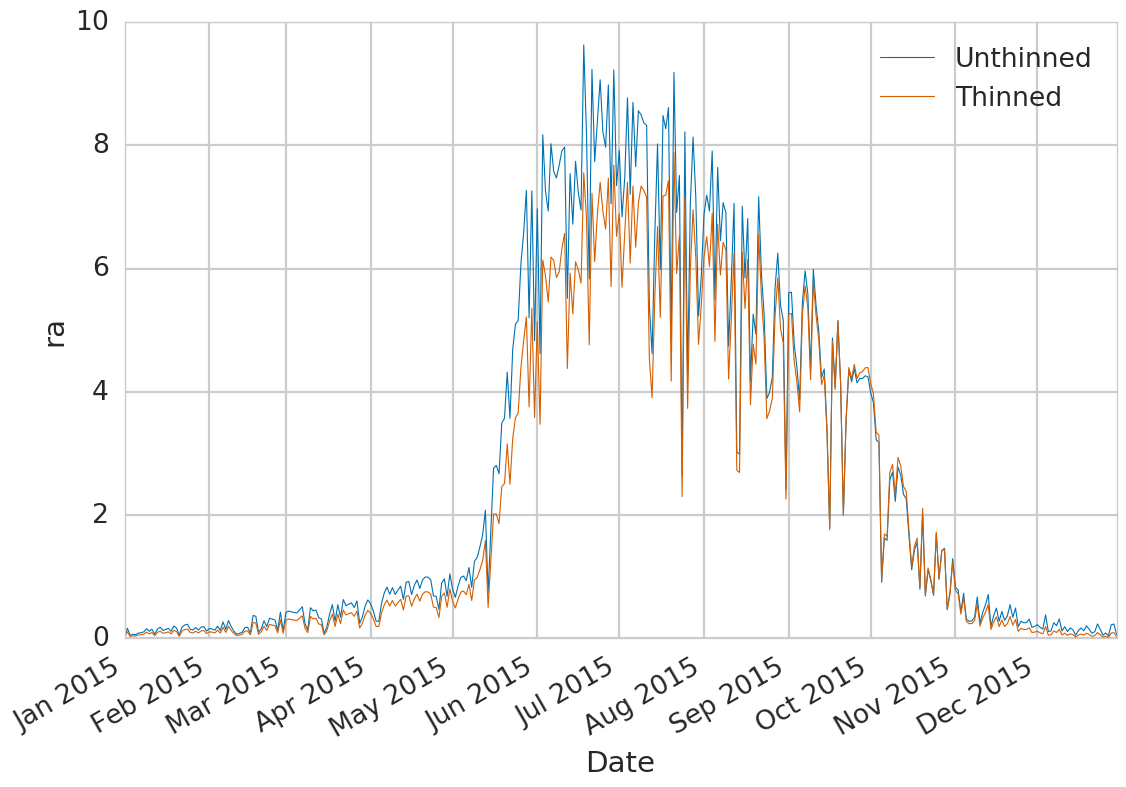 10
8
6
4
2
0
ra
Unthinned
Thinned
Jan 2015
Feb 2015
Mar 2015
Apr 2015
May 2015
Jun 2015
Jul 2015
Aug 2015
Sep 2015
Oct 2015
Nov 2015
Dec 2015
Date